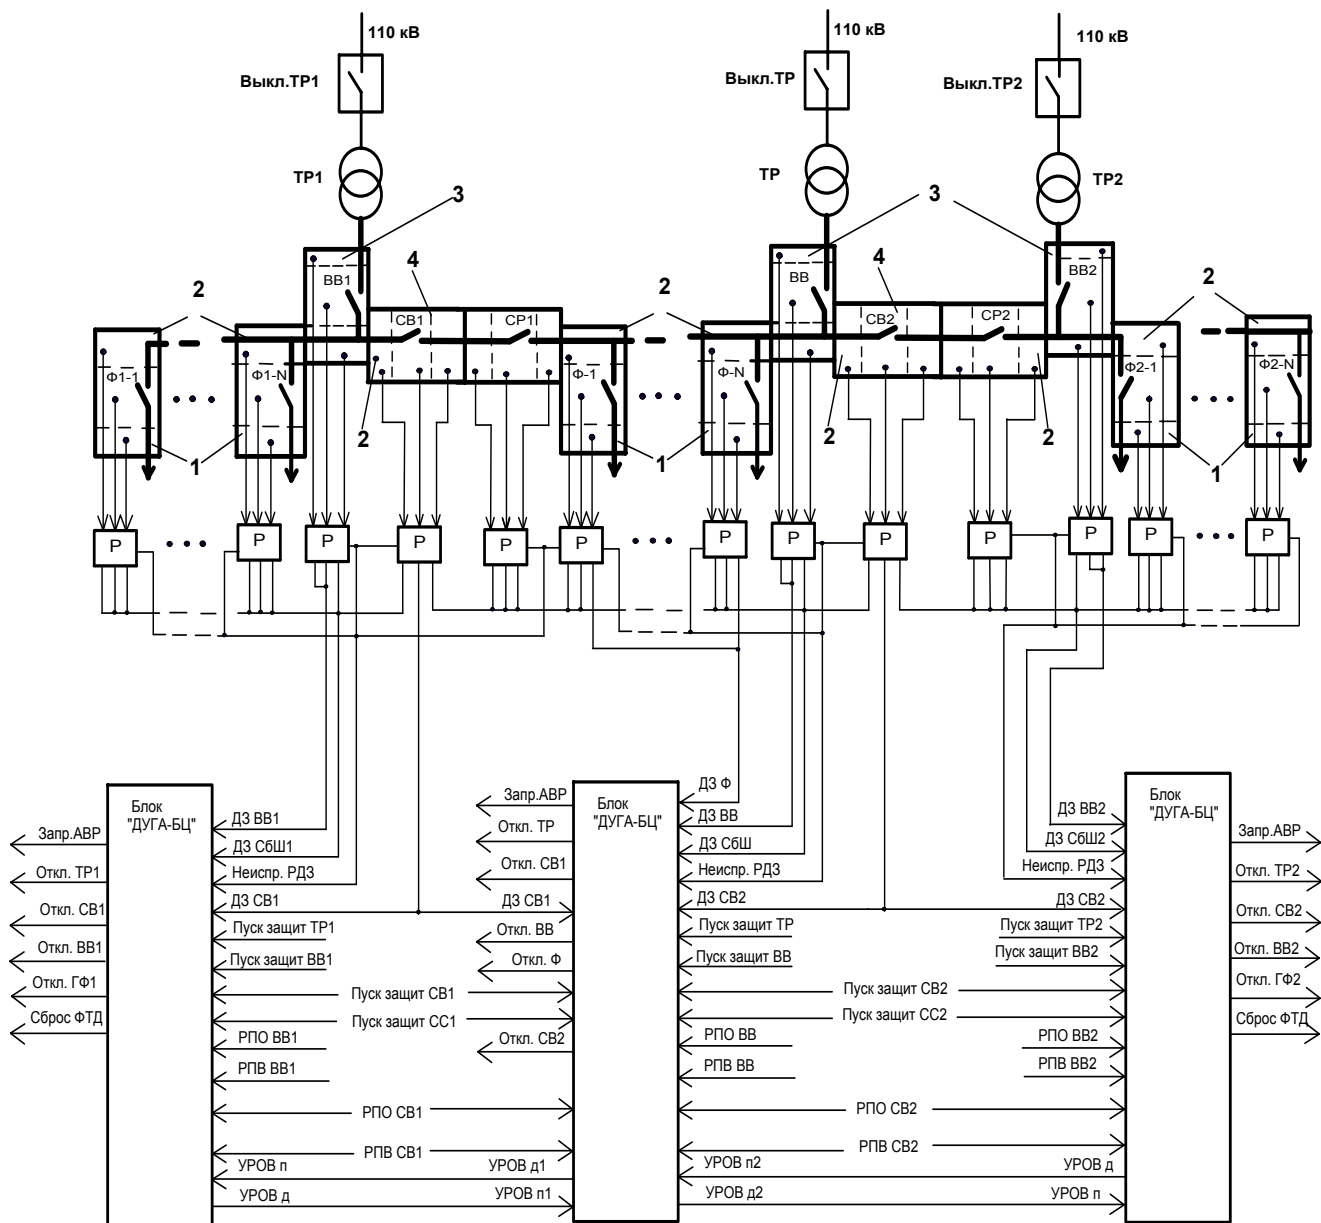 110 кВ
110 кВ
110 кВ
Выкл.ТР1
Выкл.ТР
Выкл.ТР2
ТР1
ТР
ТР2
3
3
4
4
2
2
2
ВВ1
ВВ
ВВ2
СВ1
СР1
СВ2
СР2
Ф1-1
Ф1-N
Ф-1
Ф-N
Ф2-1
Ф2-N
2
2
2
1
1
1
Р
Р
Р
Р
Р
Р
Р
Р
Р
Р
Р
Р
Р
Блок
"ДУГА-БЦ"
Запр.АВР
Откл. ТР1
Откл. СВ1
Откл. ВВ1
Откл. ГФ1
Сброс ФТД
ДЗ ВВ1
ДЗ СбШ1
Неиспр. РДЗ
ДЗ СВ1
ДЗ СВ1
Пуск защит ТР1
Пуск защит ВВ1
Пуск защит СВ1
Пуск защит СС1
РПО ВВ1
РПВ ВВ1
РПО СВ1
РПВ СВ1
УРОВ п
УРОВ д1
УРОВ д
УРОВ п1
Блок
"ДУГА-БЦ"
Запр.АВР
Откл. ТР
Откл. СВ1
Откл. ВВ
Откл. Ф
Откл. СВ2
ДЗ Ф
ДЗ ВВ
ДЗ СбШ
Неиспр. РДЗ
ДЗ СВ2
Пуск защит ТР
Пуск защит ВВ
Пуск защит СВ2
Пуск защит СС2
РПО ВВ
РПВ ВВ
РПО СВ2
РПВ СВ2
УРОВ п2
УРОВ д
УРОВ д2
УРОВ п
Блок
"ДУГА-БЦ"
ДЗ ВВ2
ДЗ СбШ2
Неиспр. РДЗ
ДЗ СВ2
Пуск защит ТР2
Пуск защит ВВ2
РПО ВВ2
РПВ ВВ2
Запр.АВР
Откл. ТР2
Откл. СВ2
Откл. ВВ2
Откл. ГФ2
Сброс ФТД